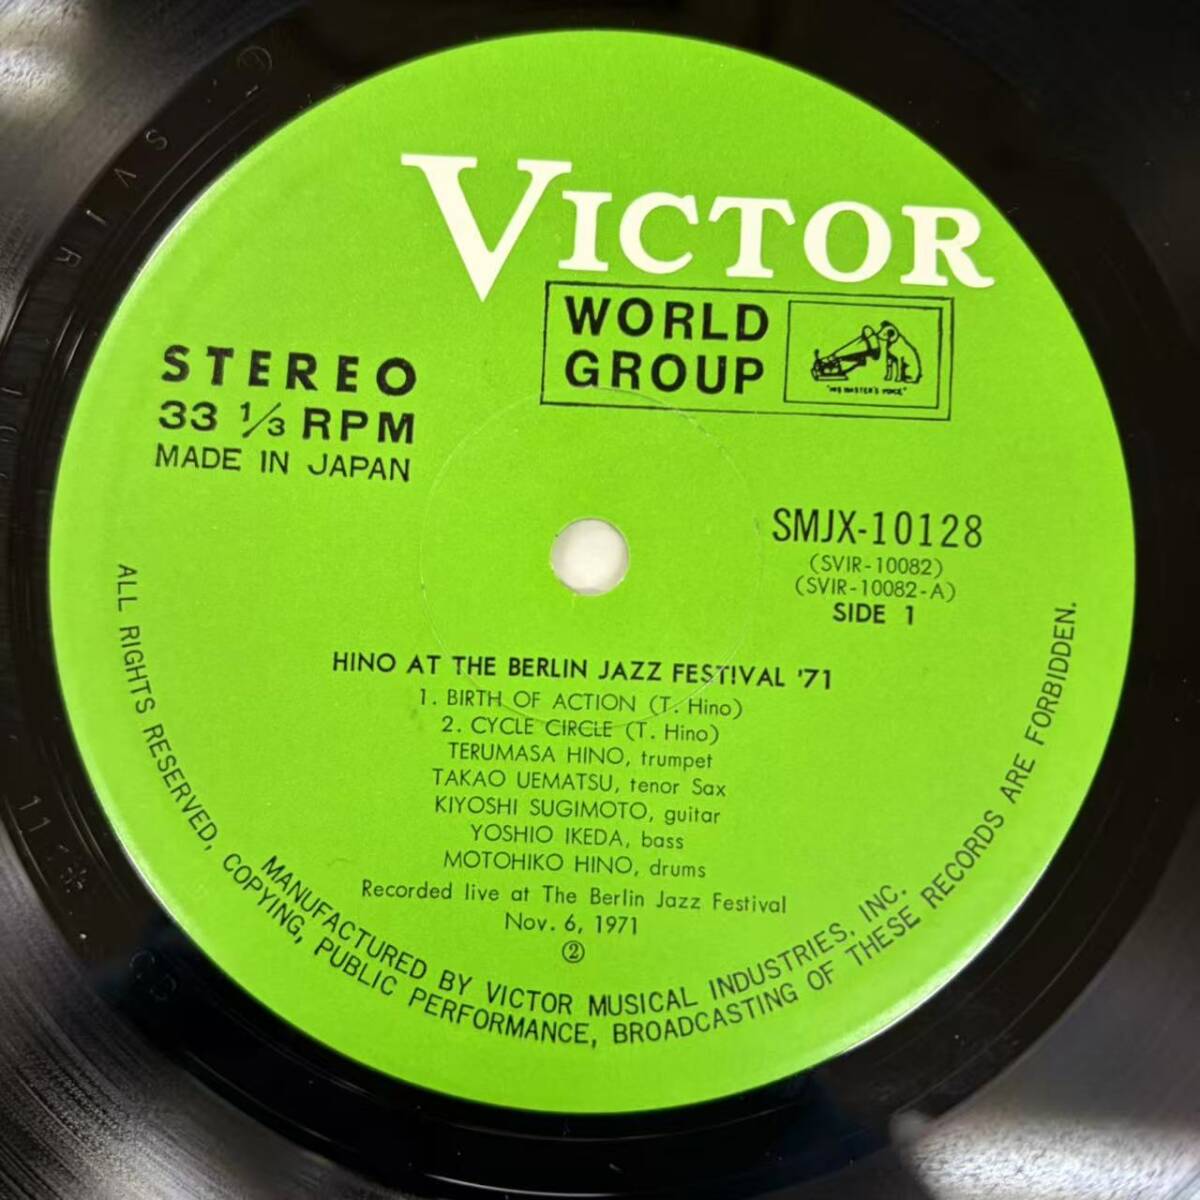 VICTOR
WORLD
GROUP
"HIS MASTER'S VOICE"
STEREO
33 1/3 RPM
MADE IN JAPAN
SMJX-10128
(SVIR-10082)
(SVIR-10082-A)
SIDE 1
HINO AT THE BERLIN JAZZ FESTIVAL '71
1. BIRTH OF ACTION (T. Hino)
2. CYCLE CIRCLE (T. Hino)
TERUMASA HINO, trumpet
TAKAO UEMATSU, tenor Sax
KIYOSHI SUGIMOTO, guitar
YOSHIO IKEDA, bass
MOTOHIKO HINO, drums
Recorded live at The Berlin Jazz Festival
Nov. 6, 1971
②
MANUFACTURED BY VICTOR MUSICAL INDUSTRIES, INC.
ALL RIGHTS RESERVED, COPYING, PUBLIC PERFORMANCE, BROADCASTING OF THESE RECORDS ARE FORBIDDEN.
111*